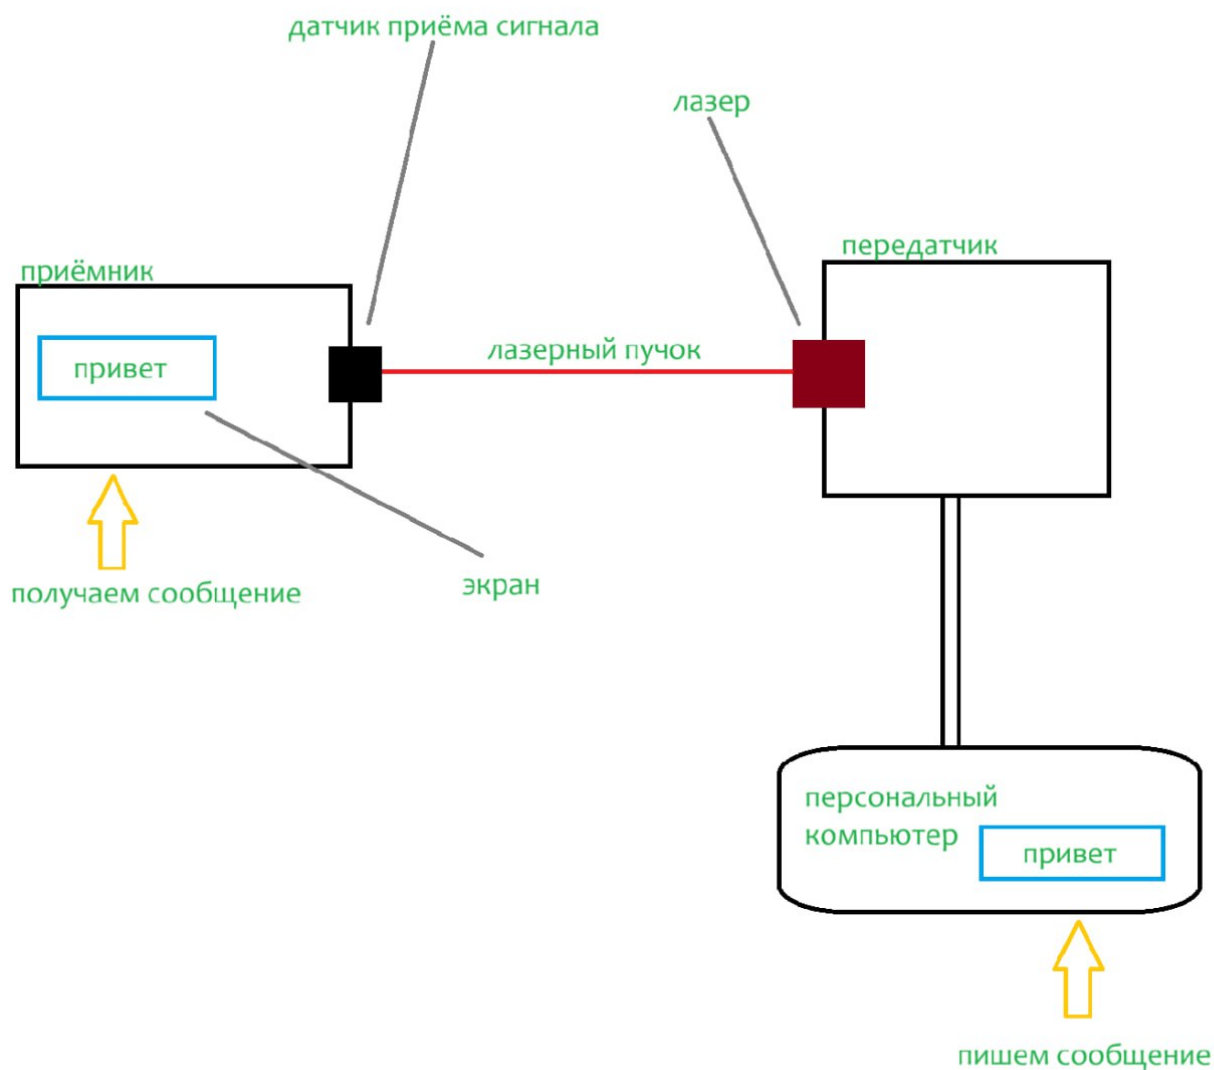 датчик приёма сигнала
лазер
передатчик
приёмник
лазерный пучок
привет
экран
получаем сообщение
персональный
компьютер
привет
пишем сообщение